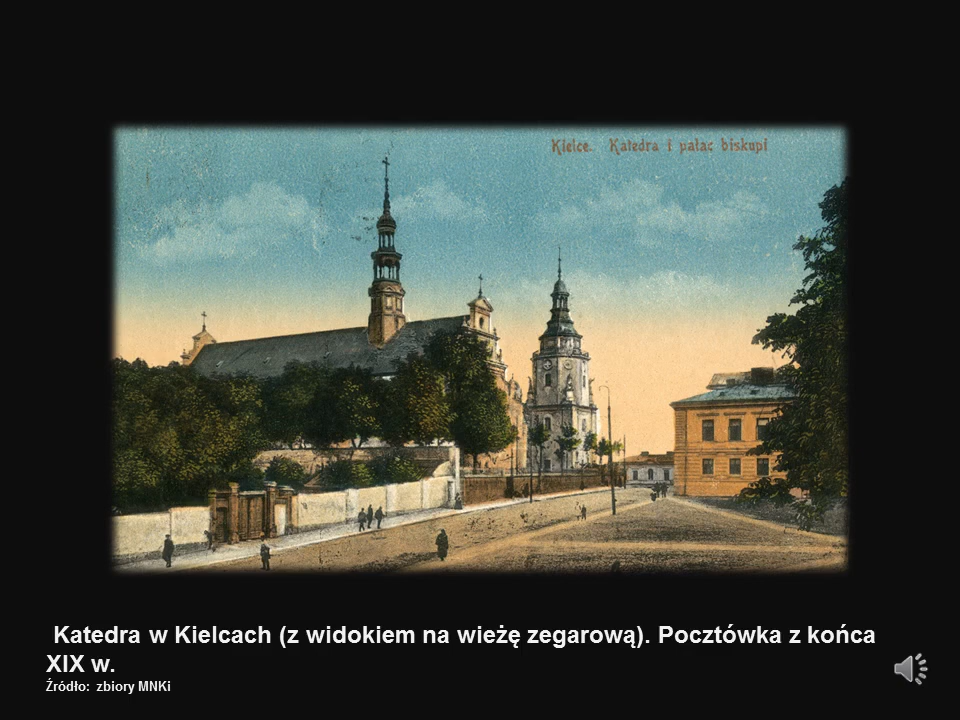 Kielce. Katedra i pałac biskupi
Katedra w Kielcach (z widokiem na wieżę zegarową). Pocztówka z końca
XIX w.
Źródło: zbiory MNKi